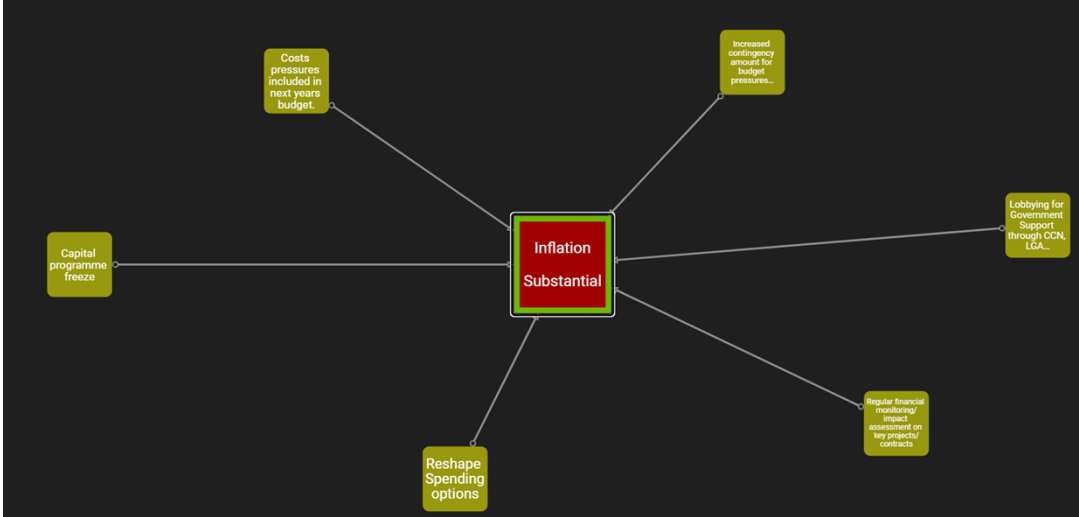 Costs
pressures
included in
next years
budget.
Increased
contingency
amount for
budget
pressures...
Lobbying for
Government
Support
through CCN,
LGA...
Capital
programme
freeze
Inflation
Substantial
Regular financial
monitoring/
impact
assessment on
key projects/
contracts
Reshape
Spending
options